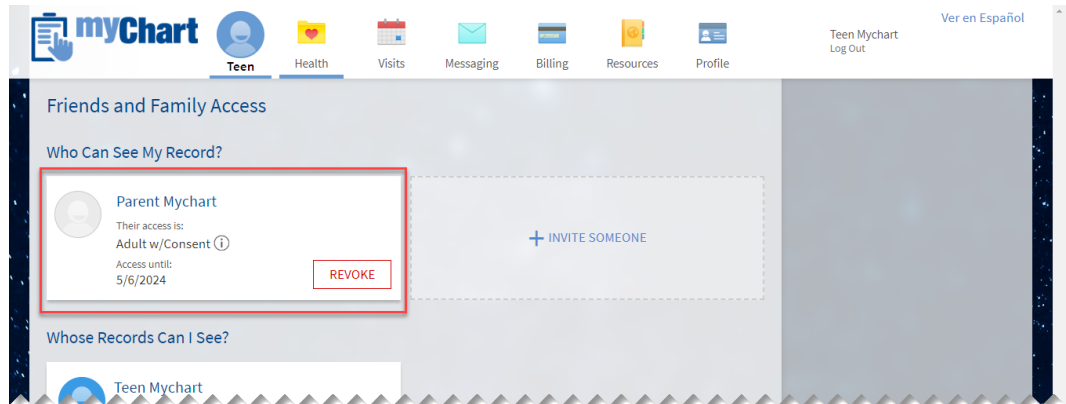 myChart
Teen
Health
Visits
Messaging
Billing
Resources
Profile
Ver en Español
Teen Mychart
Log Out
Friends and Family Access
Who Can See My Record?
Parent Mychart
Their access is:
Adult w/Consent
Access until:
5/6/2024
REVOKE
+ INVITE SOMEONE
Whose Records Can I See?
Teen Mychart